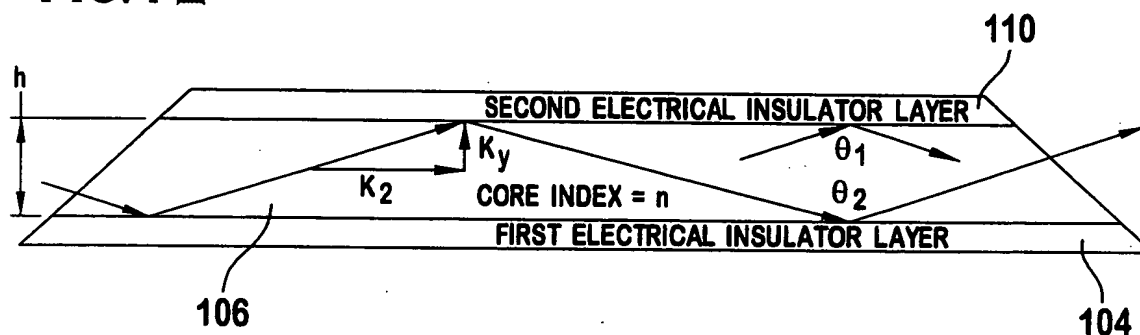 110
h
SECOND ELECTRICAL INSULATOR LAYER
Ky
θ1
K2
CORE INDEX = n
θ2
FIRST ELECTRICAL INSULATOR LAYER
106
104